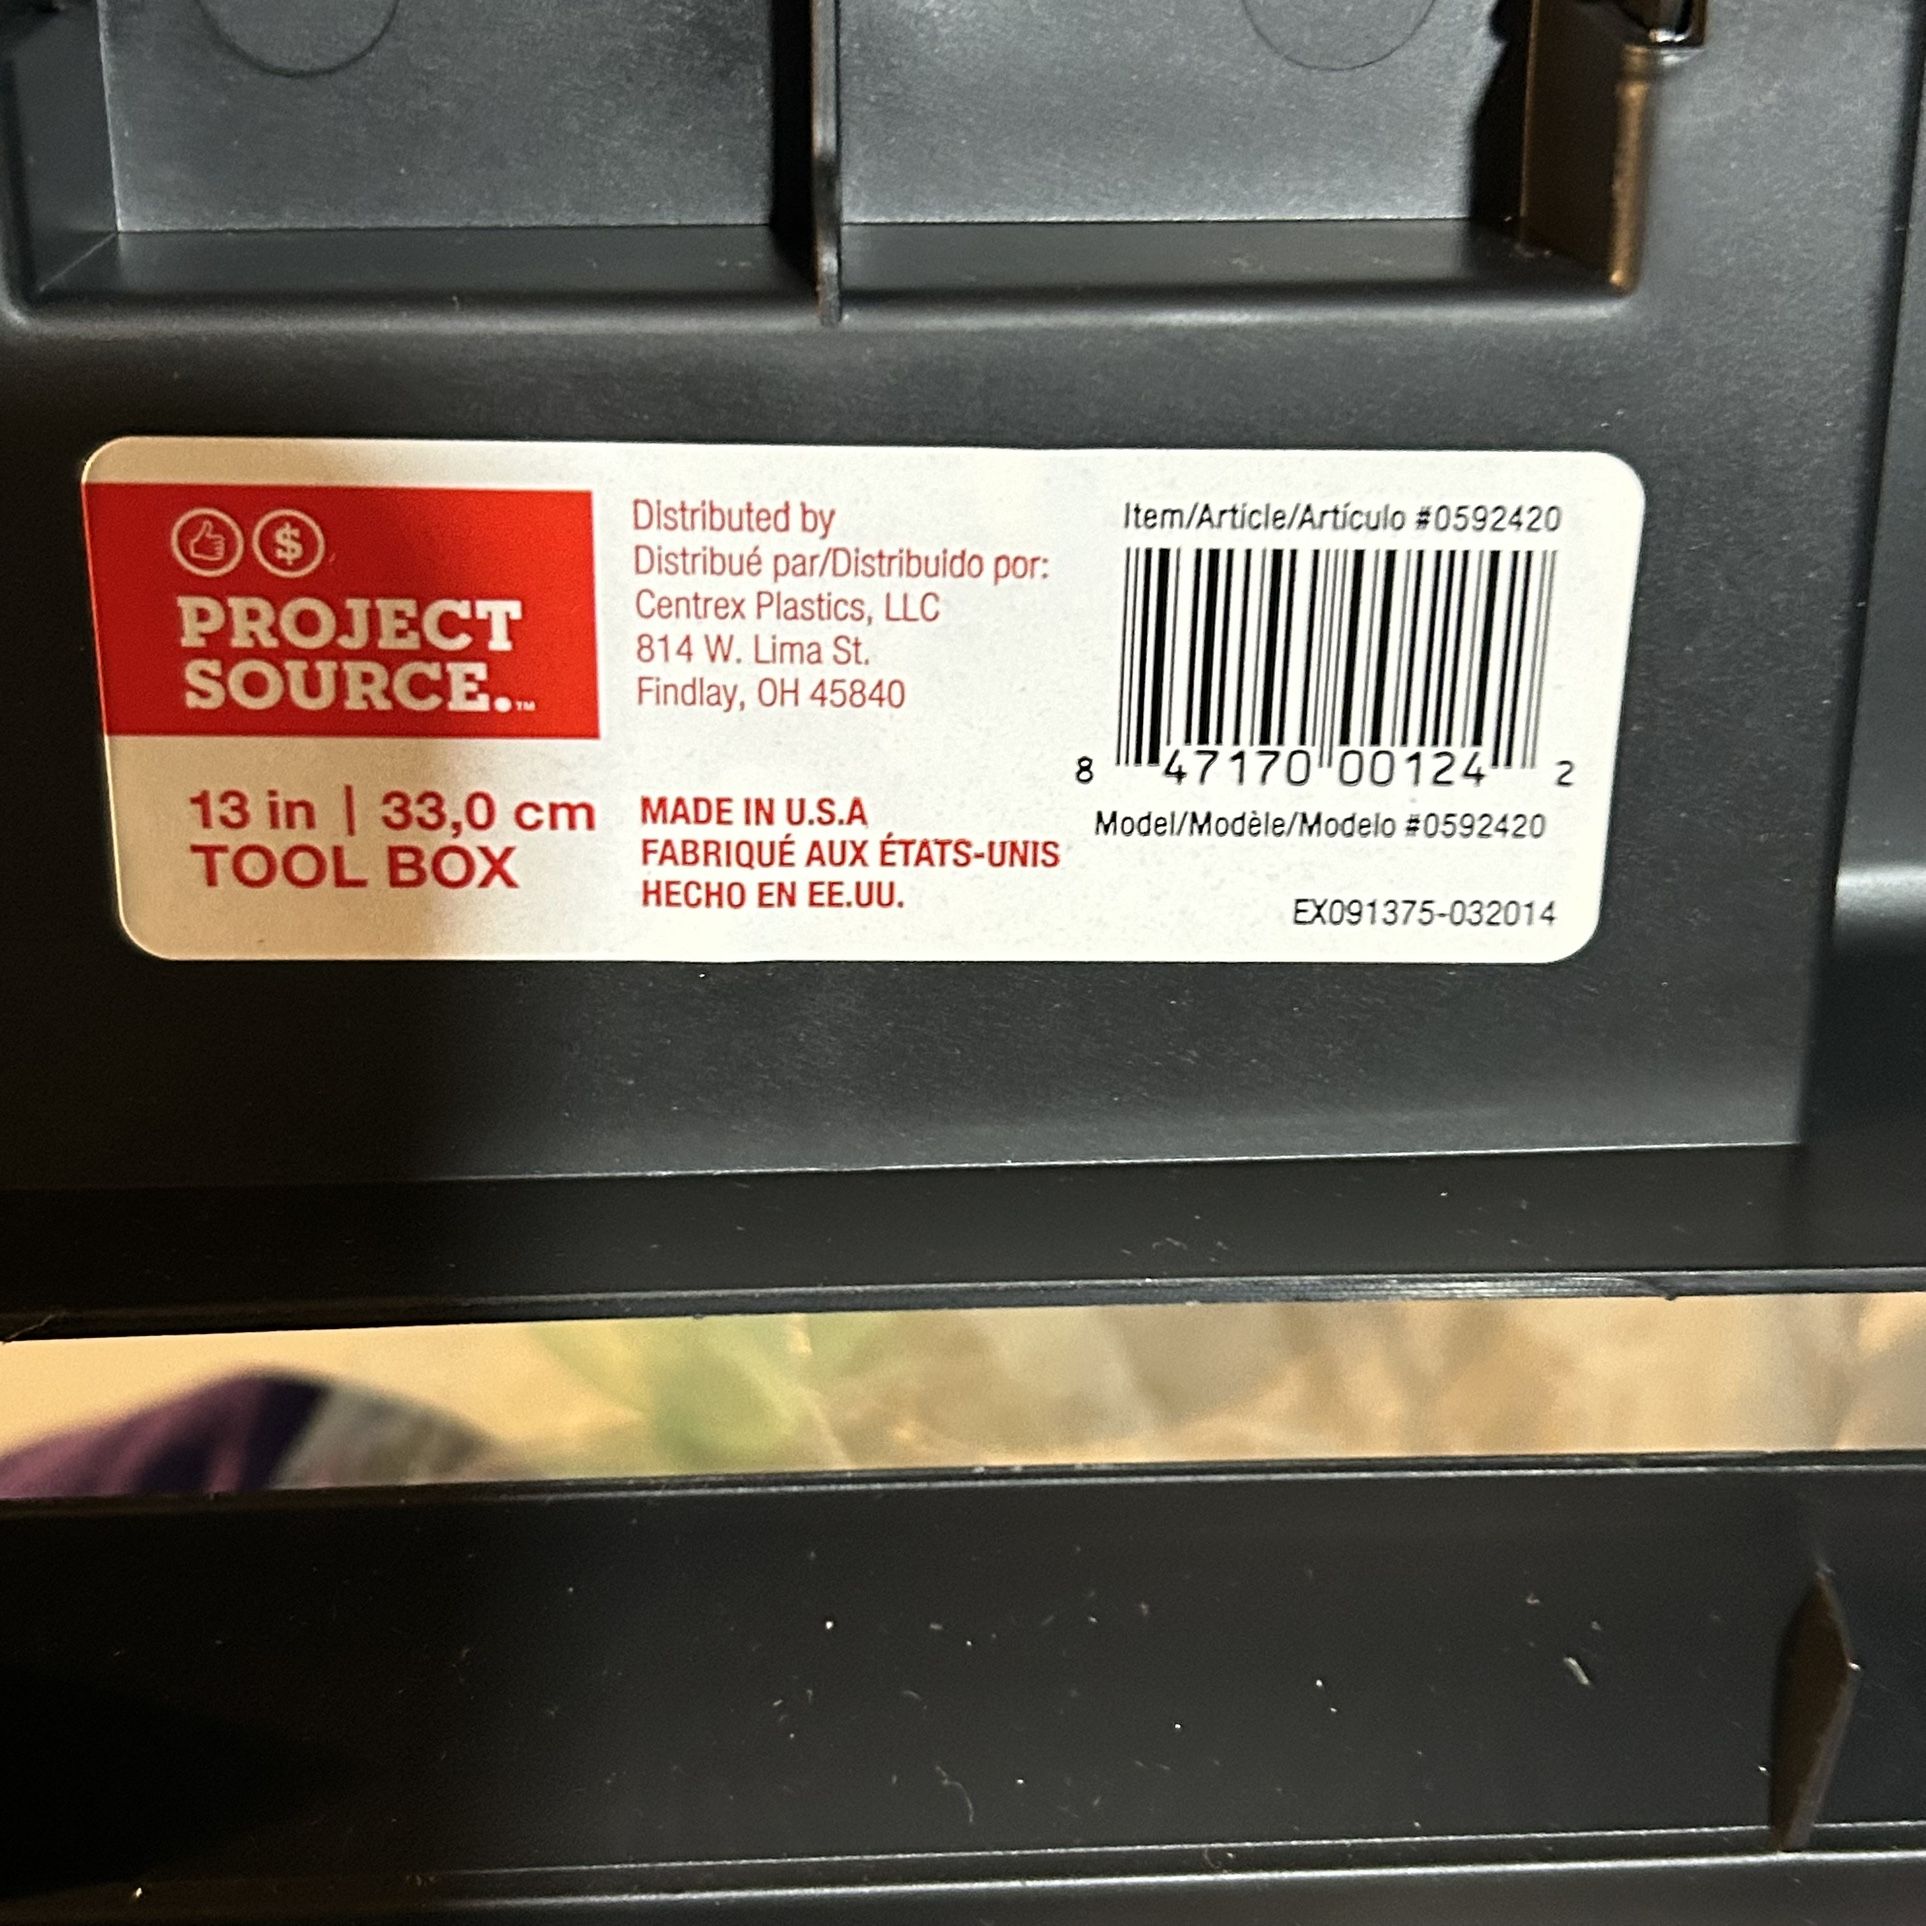 PROJECT
SOURCE.™
13 in | 33,0 cm
TOOL BOX
Distributed by
Distribué par/Distribuido por:
Centrex Plastics, LLC
814 W. Lima St.
Findlay, OH 45840
MADE IN U.S.A
FABRIQUÉ AUX ÉTATS-UNIS
HECHO EN EE.UU.
Item/Article/Artículo #0592420
8 47170 00124 2
Model/Modèle/Modelo #0592420
EX091375-032014